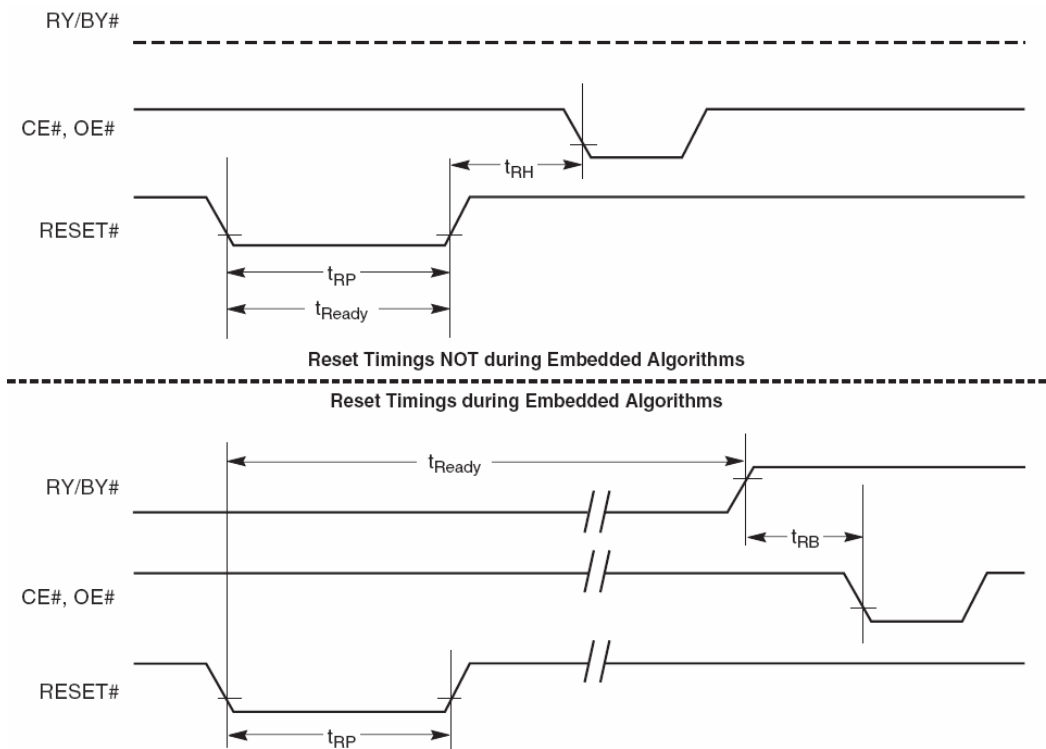 RY/BY#
CE#, OE#
tRH
RESET#
tRP
tReady
Reset Timings NOT during Embedded Algorithms
Reset Timings during Embedded Algorithms
tReady
RY/BY#
tRB
CE#, OE#
RESET#
tRP